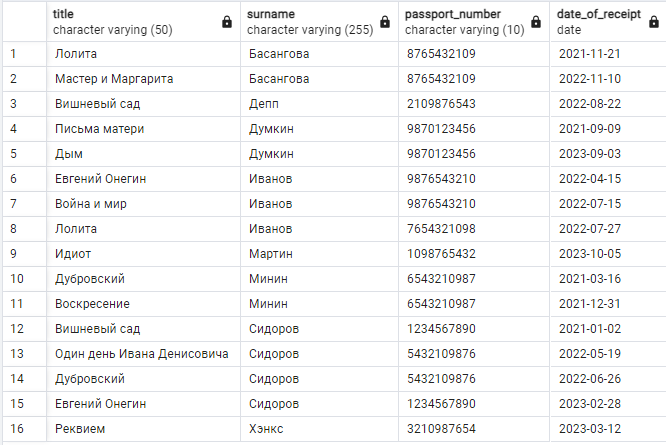 title surname passport_number date_of_receipt
character varying (50) character varying (255) character varying (10) date
1 Лолита Басангова 8765432109 2021-11-21
2 Мастер и Маргарита Басангова 8765432109 2022-11-10
3 Вишневый сад Депп 2109876543 2022-08-22
4 Письма матери Думкин 9870123456 2021-09-09
5 Дым Думкин 9870123456 2023-09-03
6 Евгений Онегин Иванов 9876543210 2022-04-15
7 Война и мир Иванов 9876543210 2022-07-15
8 Лолита Иванов 7654321098 2022-07-27
9 Идиот Мартин 1098765432 2023-10-05
10 Дубровский Минин 6543210987 2021-03-16
11 Воскресение Минин 6543210987 2021-12-31
12 Вишневый сад Сидоров 1234567890 2021-01-02
13 Один день Ивана Денисовича Сидоров 5432109876 2022-05-19
14 Дубровский Сидоров 5432109876 2022-06-26
15 Евгений Онегин Сидоров 1234567890 2023-02-28
16 Реквием Хэнкс 3210987654 2023-03-12